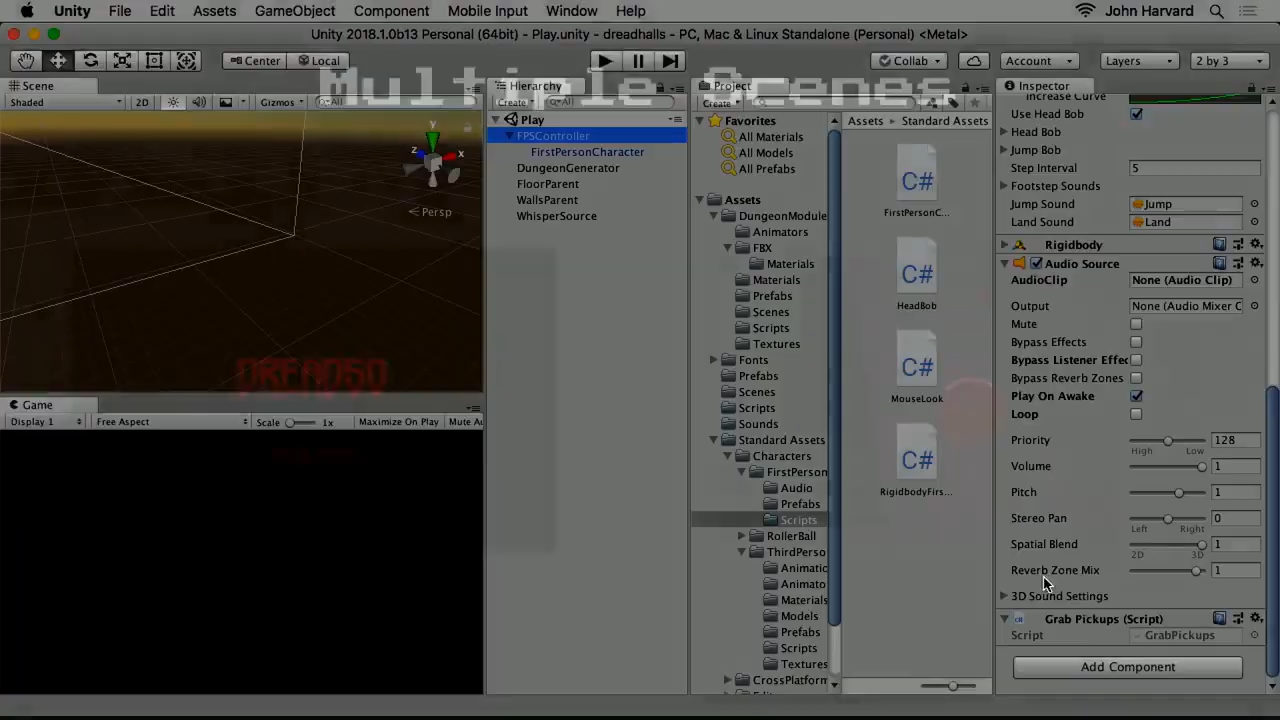 Unity File Edit Assets GameObject Component Mobile Input Window Help John Harvard
Unity 2018.1.0b13 Personal (64bit) - Play.unity - dreadhalls - PC, Mac & Linux Standalone (Personal) <Metal>
Center Local Collab Account Layers 2 by 3
Multiple Scenes
Scene
Shaded 2D Gizmos All
y
z
x
Persp
DREAD50
Game
Display 1 Free Aspect Scale 1x Maximize On Play Mute Au
Hierarchy
Create All
Play
FPSController
FirstPersonCharacter
DungeonGenerator
FloorParent
WallsParent
WhisperSource
Project
Create
Favorites
All Materials
All Models
All Prefabs
Assets
DungeonModule
Animators
FBX
Materials
Materials
Prefabs
Scenes
Scripts
Textures
Fonts
Prefabs
Scenes
Scripts
Sounds
Standard Assets
Characters
FirstPerson
Audio
Prefabs
Scripts
RollerBall
ThirdPerso
Animatic
Animato
Materials
Models
Prefabs
Scripts
Textures
CrossPlatform
Assets Standard Assets
C#
FirstPersonC...
C#
HeadBob
C#
MouseLook
C#
RigidbodyFirs...
Inspector
Increase Curve
Use Head Bob
Head Bob
Jump Bob
Step Interval 5
Footstep Sounds
Jump Sound Jump
Land Sound Land
Rigidbody
Audio Source
AudioClip None (Audio Clip)
Output None (Audio Mixer C
Mute
Bypass Effects
Bypass Listener Effec
Bypass Reverb Zones
Play On Awake
Loop
Priority 128
High Low
Volume 1
Pitch 1
Stereo Pan 0
Left Right
Spatial Blend 1
2D 3D
Reverb Zone Mix 1
3D Sound Settings
Grab Pickups (Script)
Script GrabPickups
Add Component